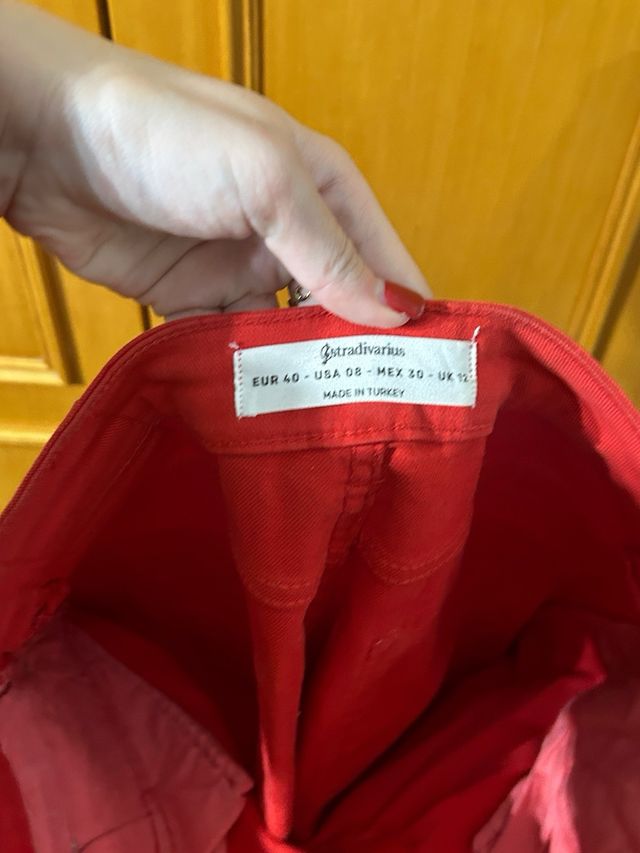 stradivarius
EUR 40 - USA 08 - MEX 30 - UK 12
MADE IN TURKEY